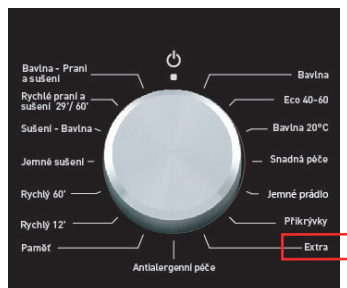 Bavlna - Praní
a sušení
Rychlé praní a
sušení 29'/ 60'
Sušení - Bavlna
Jemné sušení
Rychlý 60'
Rychlý 12'
Paměť
Antialergenní péče
Bavlna
Eco 40-60
Bavlna 20°C
Snadná péče
Jemné prádlo
Přikrývky
Extra